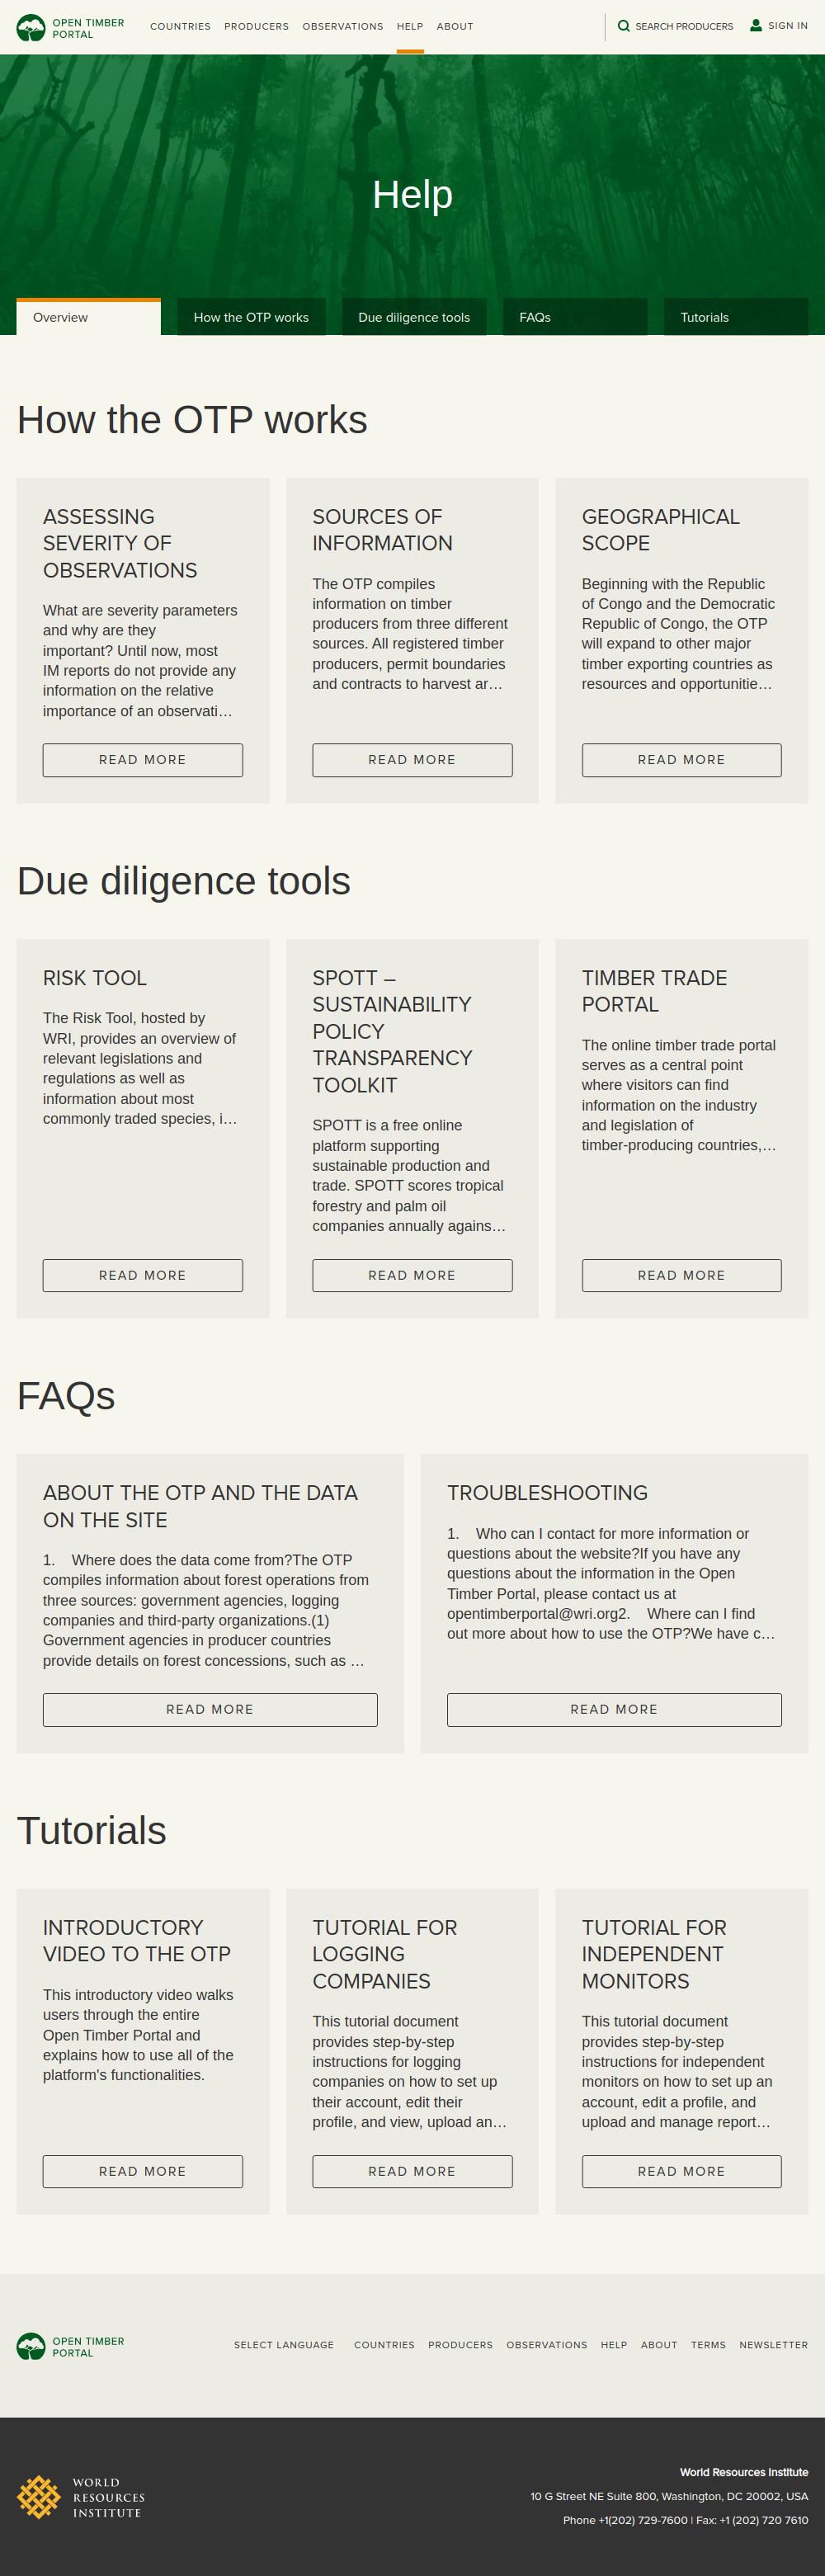 OPEN TIMBER
PORTAL
COUNTRIES PRODUCERS OBSERVATIONS HELP ABOUT
SEARCH PRODUCERS SIGN IN
Help
Overview How the OTP works Due diligence tools FAQs Tutorials
How the OTP works
ASSESSING
SEVERITY OF
OBSERVATIONS
What are severity parameters
and why are they
important? Until now, most
IM reports do not provide any
information on the relative
importance of an observati…
READ MORE
SOURCES OF
INFORMATION
The OTP compiles
information on timber
producers from three different
sources. All registered timber
producers, permit boundaries
and contracts to harvest ar…
READ MORE
GEOGRAPHICAL
SCOPE
Beginning with the Republic
of Congo and the Democratic
Republic of Congo, the OTP
will expand to other major
timber exporting countries as
resources and opportunitie…
READ MORE
Due diligence tools
RISK TOOL
The Risk Tool, hosted by
WRI, provides an overview of
relevant legislations and
regulations as well as
information about most
commonly traded species, i…
READ MORE
SPOTT –
SUSTAINABILITY
POLICY
TRANSPARENCY
TOOLKIT
SPOTT is a free online
platform supporting
sustainable production and
trade. SPOTT scores tropical
forestry and palm oil
companies annually agains…
READ MORE
TIMBER TRADE
PORTAL
The online timber trade portal
serves as a central point
where visitors can find
information on the industry
and legislation of
timber-producing countries,…
READ MORE
FAQs
ABOUT THE OTP AND THE DATA
ON THE SITE
1. Where does the data come from?The OTP
compiles information about forest operations from
three sources: government agencies, logging
companies and third-party organizations.(1)
Government agencies in producer countries
provide details on forest concessions, such as …
READ MORE
TROUBLESHOOTING
1. Who can I contact for more information or
questions about the website?If you have any
questions about the information in the Open
Timber Portal, please contact us at
opentimberportal@wri.org2. Where can I find
out more about how to use the OTP?We have c…
READ MORE
Tutorials
INTRODUCTORY
VIDEO TO THE OTP
This introductory video walks
users through the entire
Open Timber Portal and
explains how to use all of the
platform's functionalities.
READ MORE
TUTORIAL FOR
LOGGING
COMPANIES
This tutorial document
provides step-by-step
instructions for logging
companies on how to set up
their account, edit their
profile, and view, upload an…
READ MORE
TUTORIAL FOR
INDEPENDENT
MONITORS
This tutorial document
provides step-by-step
instructions for independent
monitors on how to set up an
account, edit a profile, and
upload and manage report…
READ MORE
OPEN TIMBER
PORTAL
SELECT LANGUAGE COUNTRIES PRODUCERS OBSERVATIONS HELP ABOUT TERMS NEWSLETTER
WORLD
RESOURCES
INSTITUTE
World Resources Institute
10 G Street NE Suite 800, Washington, DC 20002, USA
Phone +1(202) 729-7600 | Fax: +1 (202) 720 7610